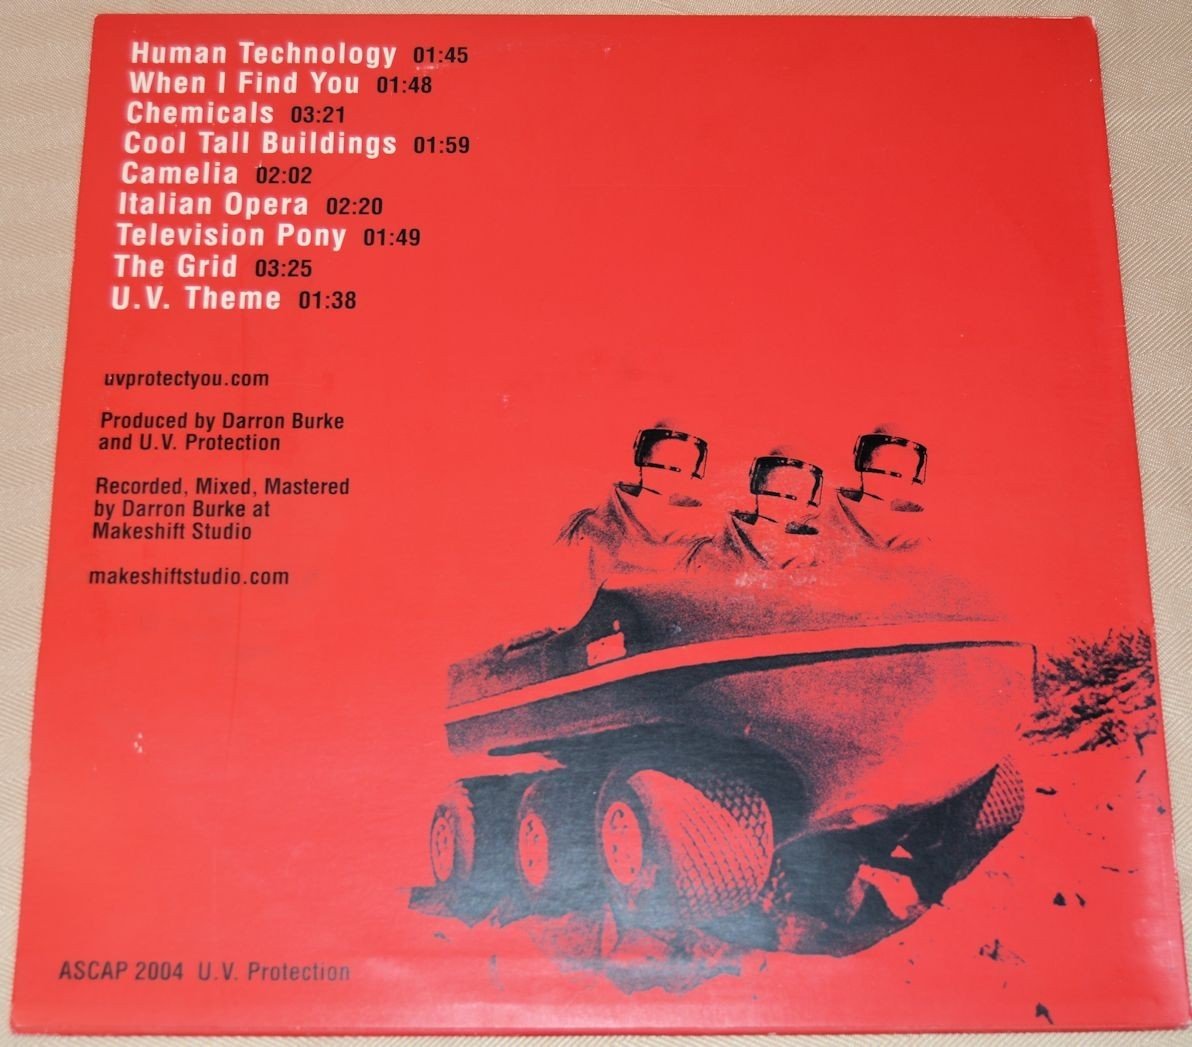 Human Technology 01:45
When I Find You 01:48
Chemicals 03:21
Cool Tall Buildings 01:59
Camelia 02:02
Italian Opera 02:20
Television Pony 01:49
The Grid 03:25
U.V. Theme 01:38
uvprotectyou.com
Produced by Darron Burke
and U.V. Protection
Recorded, Mixed, Mastered
by Darron Burke at
Makeshift Studio
makeshiftstudio.com
ASCAP 2004 U.V. Protection